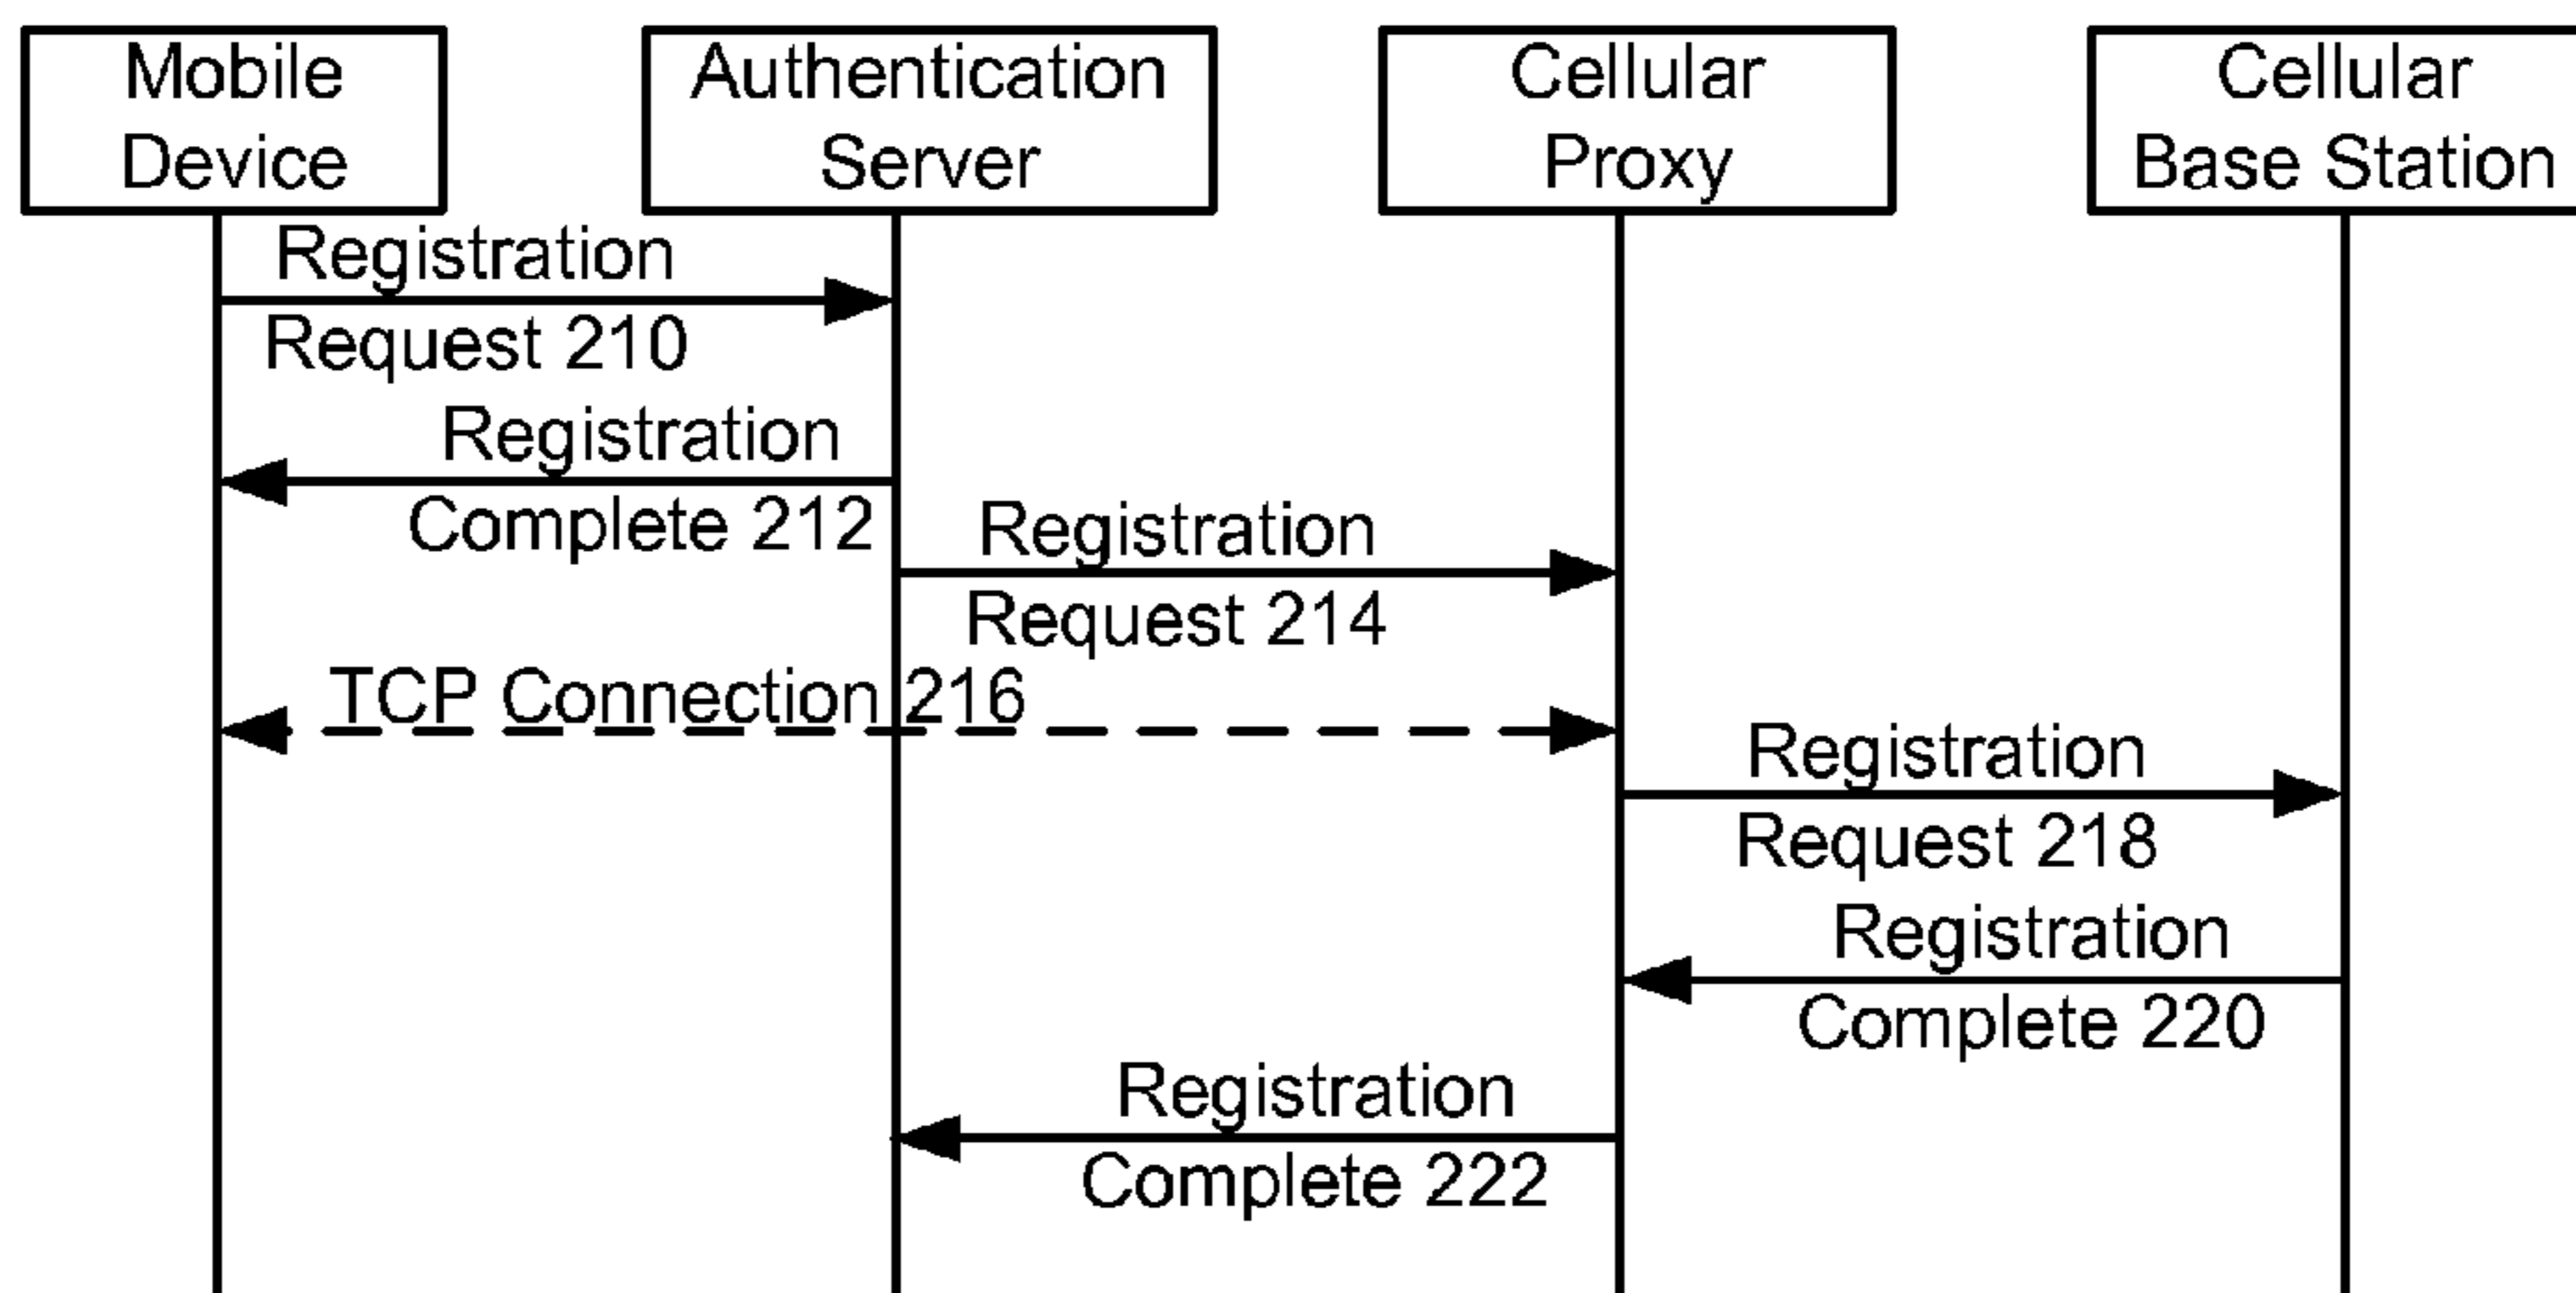 Mobile
Device
Authentication
Server
Cellular
Proxy
Cellular
Base Station
Registration
Request 210
Registration
Complete 212
Registration
Request 214
TCP Connection 216
Registration
Request 218
Registration
Complete 220
Registration
Complete 222